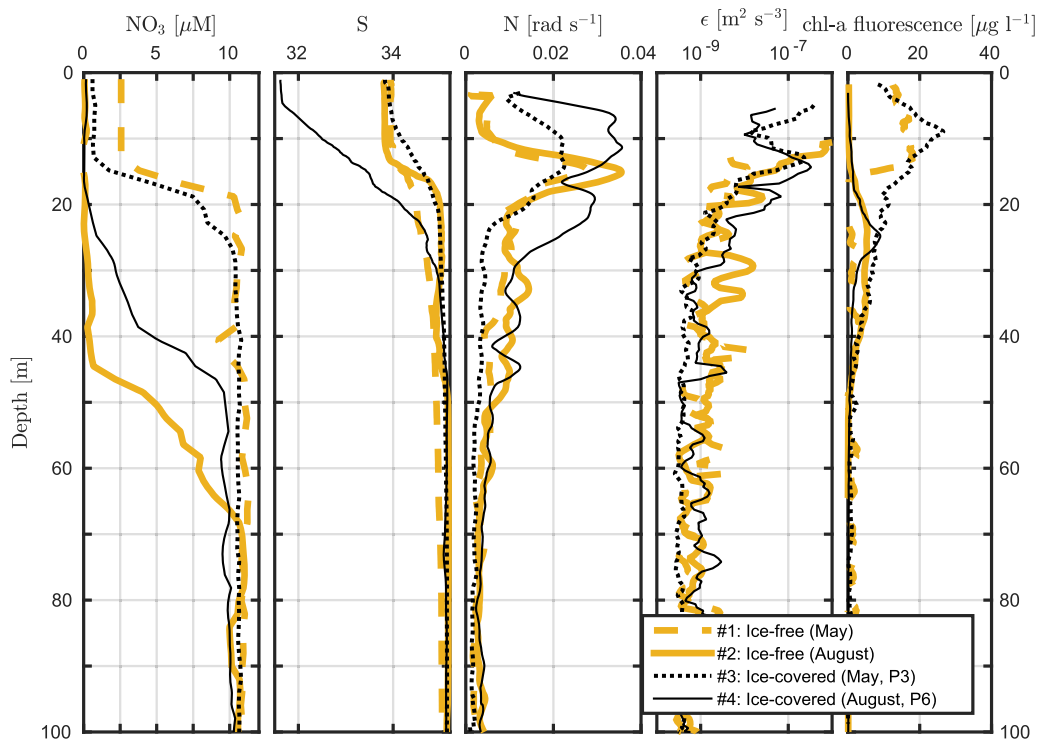 NO₃ [μM]
S
N [rad s⁻¹]
ϵ [m² s⁻³]
chl-a fluorescence [μg l⁻¹]
0 5 10
32 34
0 0.02 0.04
10⁻⁹ 10⁻⁷
0 20 40
0 0
20 20
40 40
60 60
80 80
100 100
Depth [m]
#1: Ice-free (May)
#2: Ice-free (August)
#3: Ice-covered (May, P3)
#4: Ice-covered (August, P6)